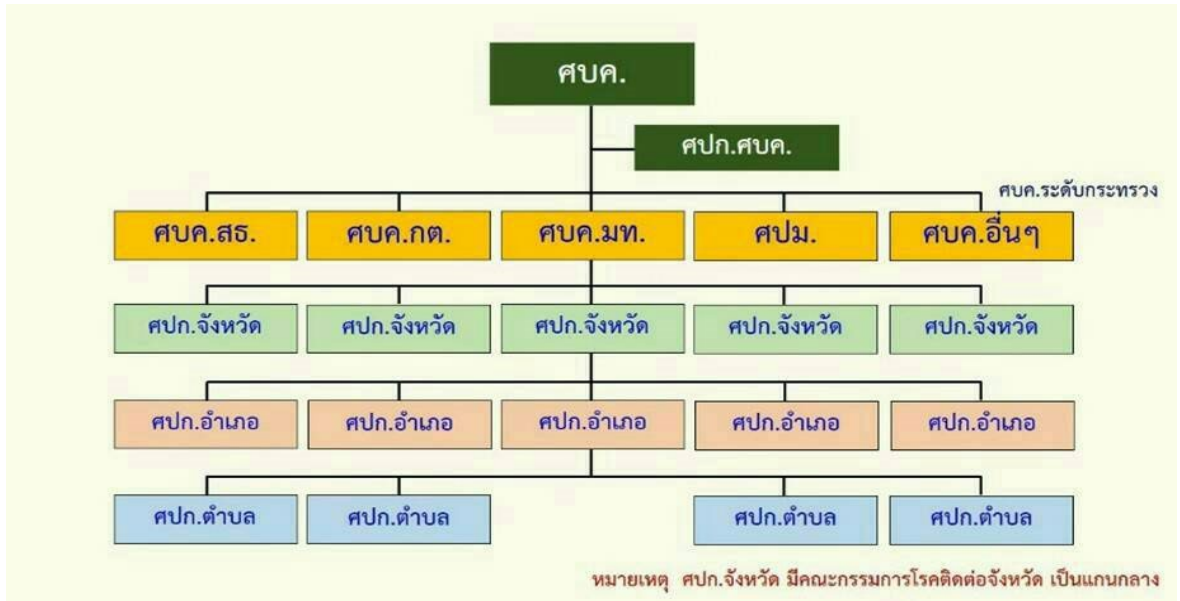 ศบค.
ศปก.ศบค.
ศบค.ระดับกระทรวง
ศบค.สธ. ศบค.กต. ศบค.มท. ศปม. ศบค.อื่นๆ
ศปก.จังหวัด ศปก.จังหวัด ศปก.จังหวัด ศปก.จังหวัด ศปก.จังหวัด
ศปก.อำเภอ ศปก.อำเภอ ศปก.อำเภอ ศปก.อำเภอ ศปก.อำเภอ
ศปก.ตำบล ศปก.ตำบล ศปก.ตำบล ศปก.ตำบล
หมายเหตุ ศปก.จังหวัด มีคณะกรรมการโรคติดต่อจังหวัด เป็นแกนกลาง